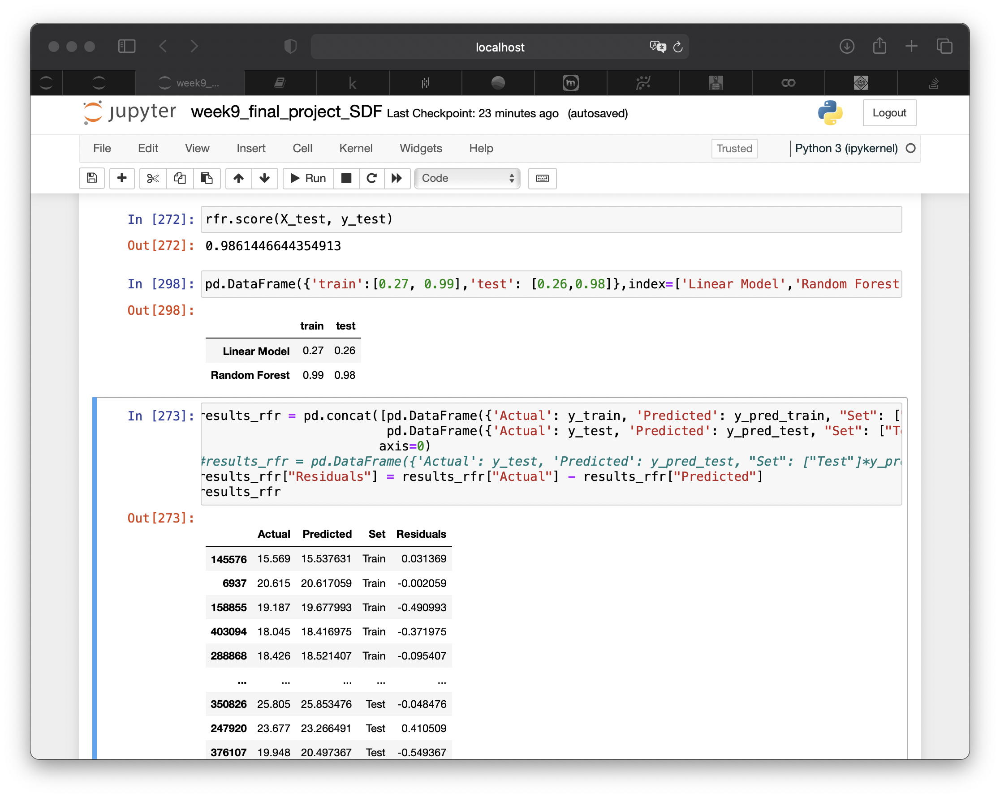 localhost
week9_...
k
m
CO
jupyter week9_final_project_SDF Last Checkpoint: 23 minutes ago (autosaved)
Logout
File Edit View Insert Cell Kernel Widgets Help Trusted Python 3 (ipykernel)
Run Code
In [272]: rfr.score(X_test, y_test)
Out[272]: 0.9861446644354913
In [298]: pd.DataFrame({'train':[0.27, 0.99],'test': [0.26,0.98]},index=['Linear Model','Random Forest
Out[298]:
train test
Linear Model 0.27 0.26
Random Forest 0.99 0.98
In [273]: results_rfr = pd.concat([pd.DataFrame({'Actual': y_train, 'Predicted': y_pred_train, "Set": ["
pd.DataFrame({'Actual': y_test, 'Predicted': y_pred_test, "Set": ["Te
axis=0)
#results_rfr = pd.DataFrame({'Actual': y_test, 'Predicted': y_pred_test, "Set": ["Test"]*y_pre
results_rfr["Residuals"] = results_rfr["Actual"] - results_rfr["Predicted"]
results_rfr
Out[273]:
Actual Predicted Set Residuals
145576 15.569 15.537631 Train 0.031369
6937 20.615 20.617059 Train -0.002059
158855 19.187 19.677993 Train -0.490993
403094 18.045 18.416975 Train -0.371975
288868 18.426 18.521407 Train -0.095407
... ... ... ... ...
350826 25.805 25.853476 Test -0.048476
247920 23.677 23.266491 Test 0.410509
376107 19.948 20.497367 Test -0.549367